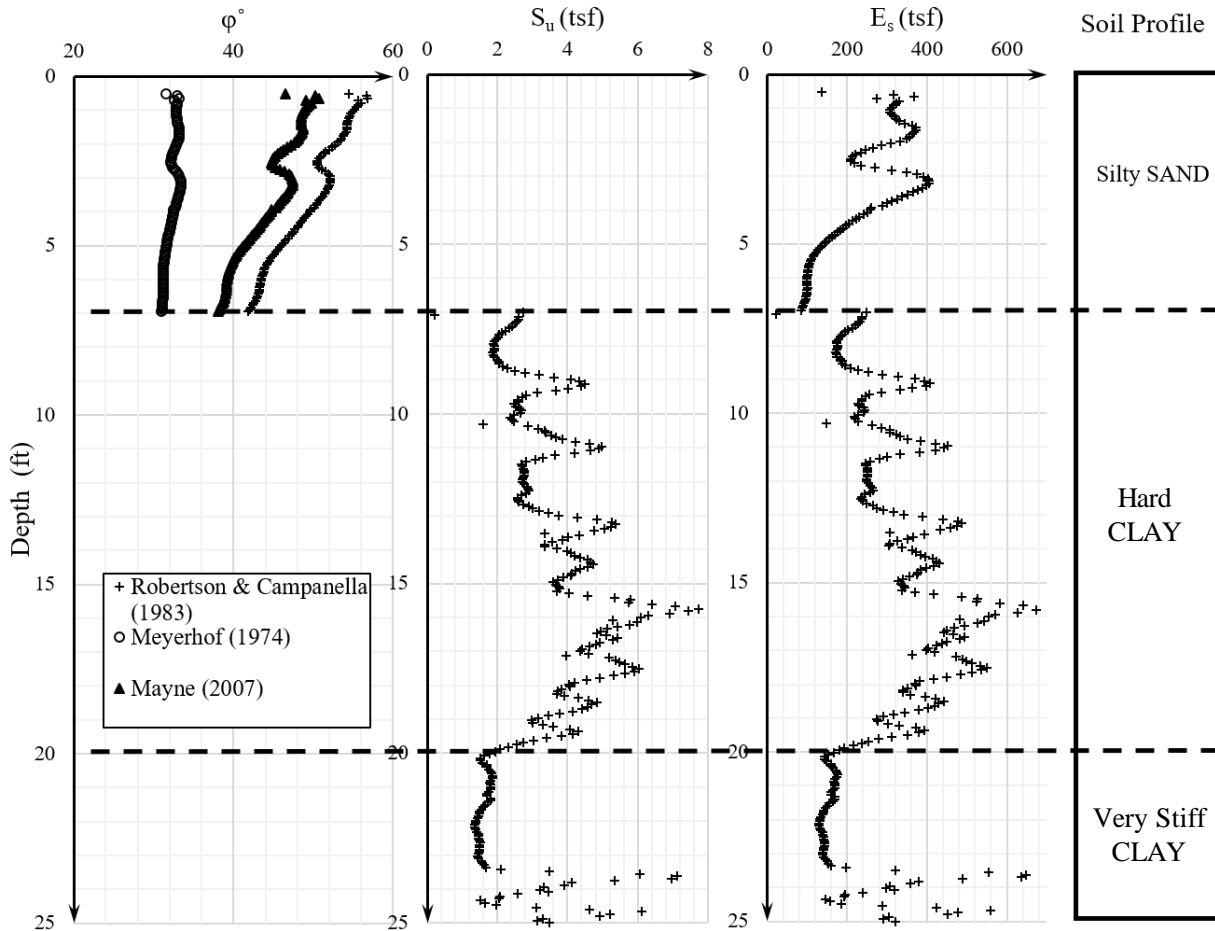 φ°
20 40 60
0
5
10
15
20
25
Depth (ft)
+ Robertson & Campanella
(1983)
Meyerhof (1974)
Mayne (2007)
Su (tsf)
0 2 4 6 8
0
5
10
15
20
25
Es (tsf)
0 200 400 600
0
5
10
15
20
25
Soil Profile
Silty SAND
Hard
CLAY
Very Stiff
CLAY